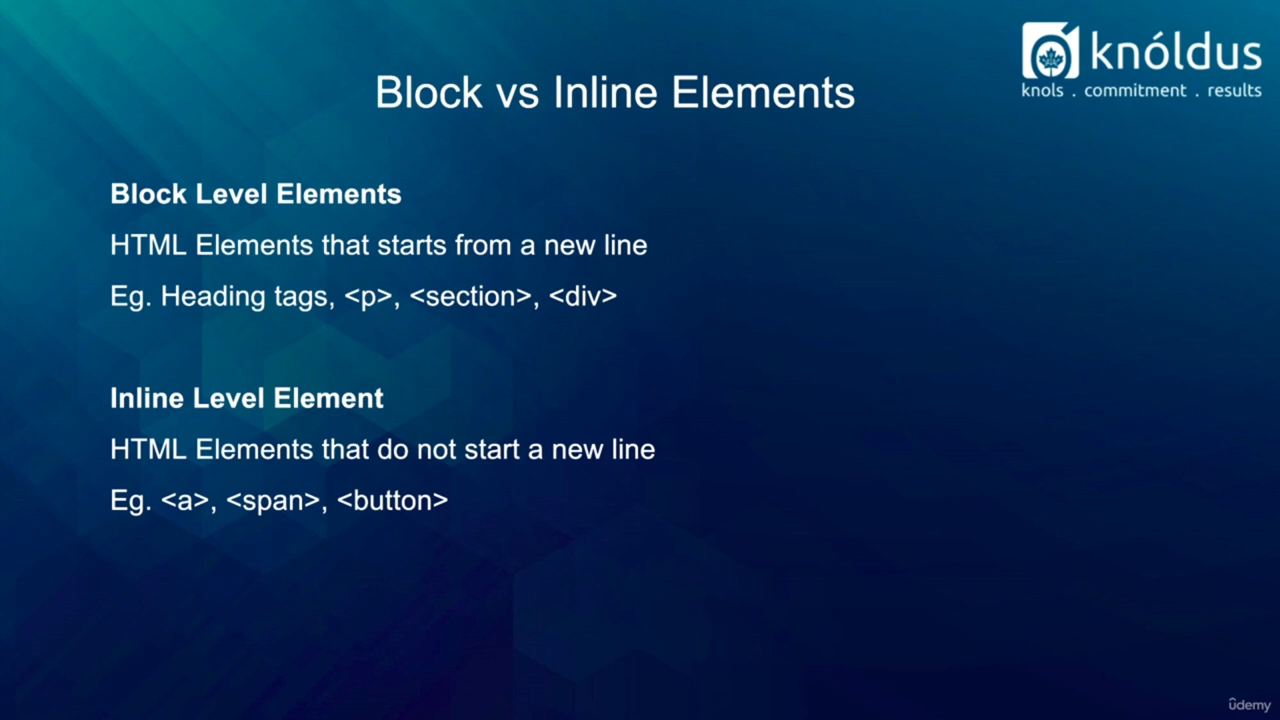 knóldus
knols . commitment . results
Block vs Inline Elements
Block Level Elements
HTML Elements that starts from a new line
Eg. Heading tags, <p>, <section>, <div>
Inline Level Element
HTML Elements that do not start a new line
Eg. <a>, <span>, <button>
ûdemy